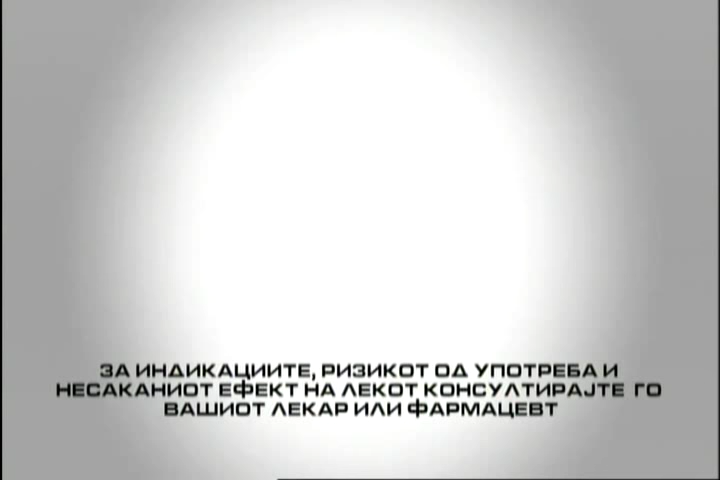 ЗА ИНДИКАЦИИТЕ, РИЗИКОТ ОД УПОТРЕБА И
НЕСАКАНИОТ ЕФЕКТ НА ЛЕКОТ КОНСУЛТИРАЈТЕ ГО
ВАШИОТ ЛЕКАР ИЛИ ФАРМАЦЕВТ